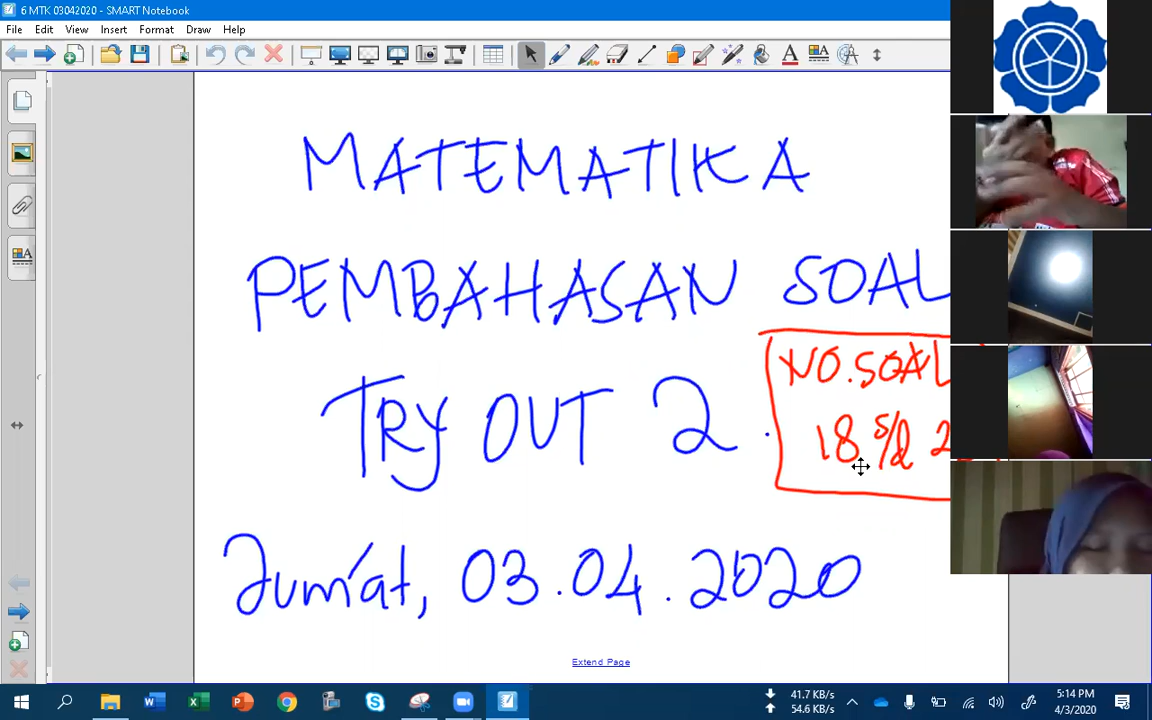 6 MTK 03042020 - SMART Notebook
File Edit View Insert Format Draw Help
MATEMATIKA
PEMBAHASAN SOAL
TRY OUT 2.
NO. SOAL
18 s/d 2
Jum'at, 03.04.2020
Extend Page
41.7 KB/s
54.6 KB/s
5:14 PM
4/3/2020